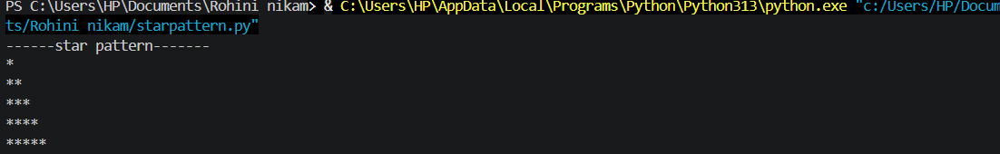 PS C:\Users\HP\Documents\Rohini nikam> & C:\Users\HP\AppData\Local\Programs\Python\Python313\python.exe "c:/Users/HP/Docum
ts/Rohini nikam/starpattern.py"
------star pattern-------
*
**
***
****
*****